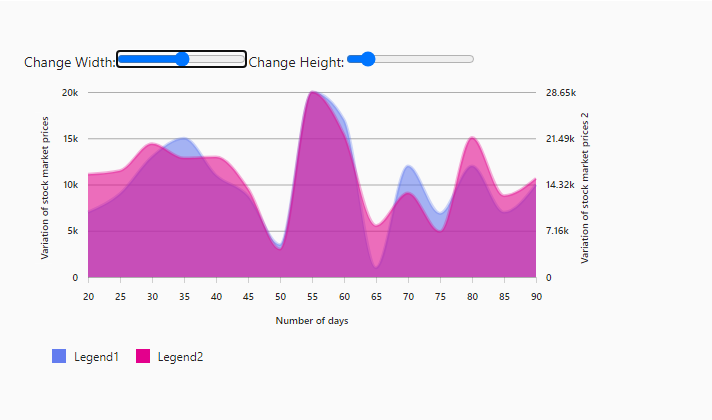 Change Width: Change Height:
20k 28.65k
15k 21.49k
10k 14.32k
5k 7.16k
0 0
Variation of stock market prices
Variation of stock market prices 2
20 25 30 35 40 45 50 55 60 65 70 75 80 85 90
Number of days
Legend1 Legend2